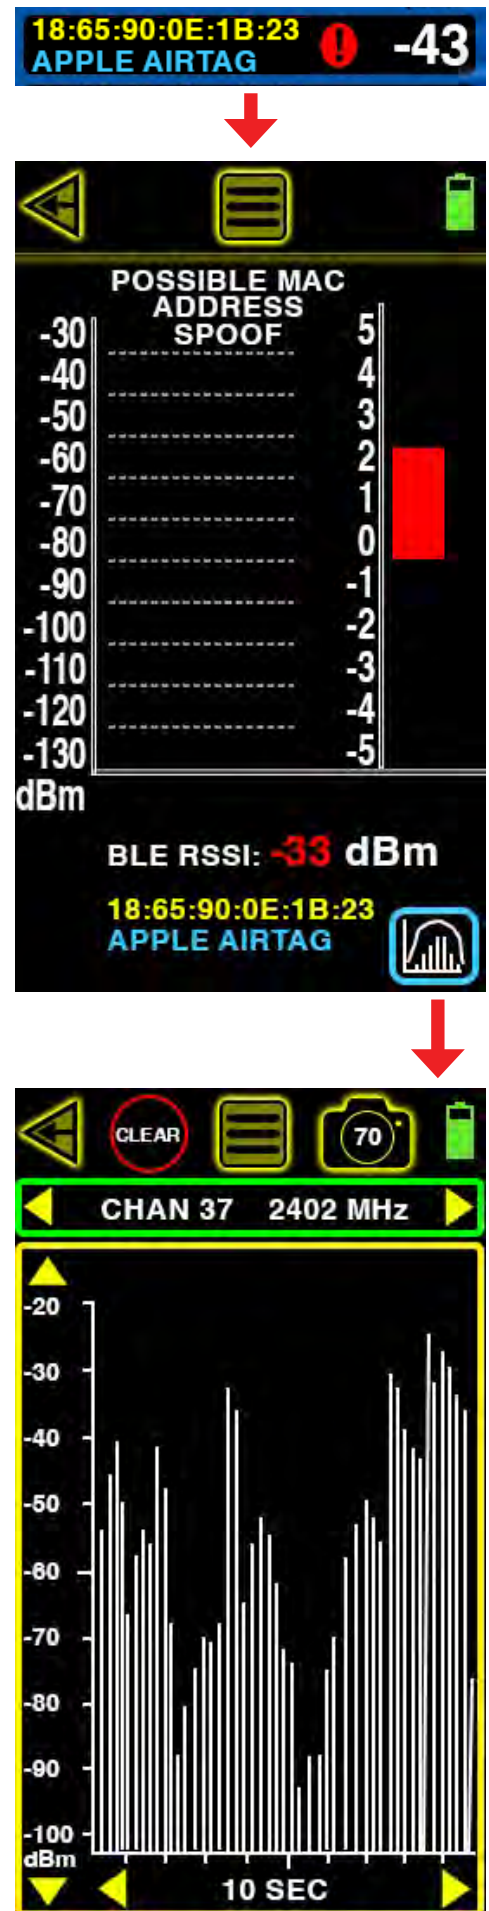 18:65:90:0E:1B:23
APPLE AIRTAG
! -43
POSSIBLE MAC
ADDRESS
SPOOF
-30 5
-40 4
-50 3
-60 2
-70 1
-80 0
-90 -1
-100 -2
-110 -3
-120 -4
-130 -5
dBm
BLE RSSI: -33 dBm
18:65:90:0E:1B:23
APPLE AIRTAG
CLEAR 70
CHAN 37 2402 MHz
-20
-30
-40
-50
-60
-70
-80
-90
-100
dBm
10 SEC